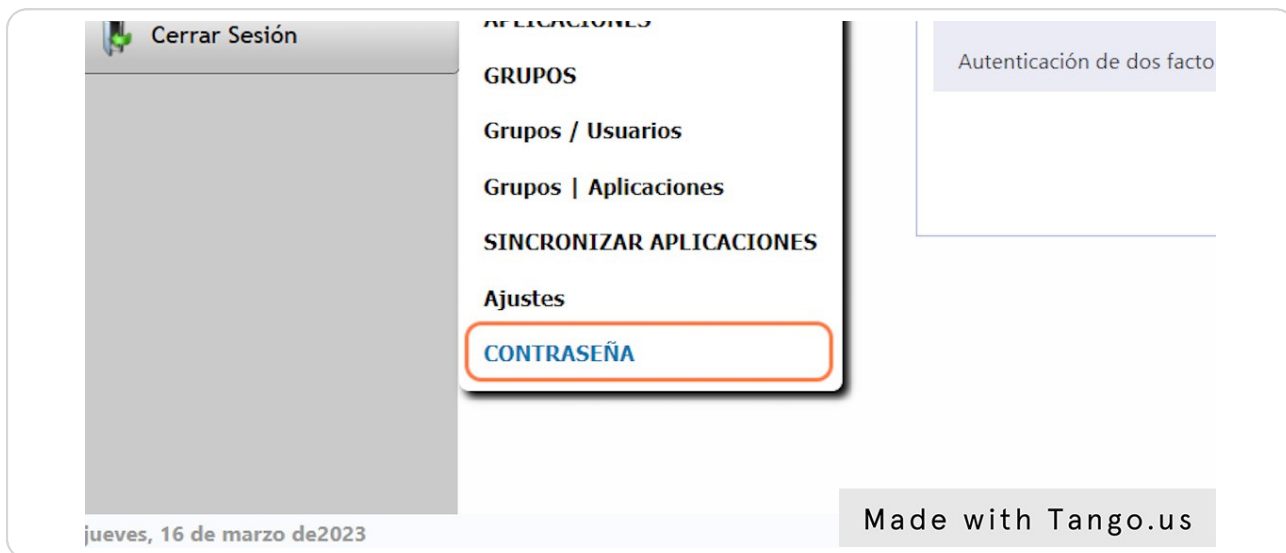 Cerrar Sesión
APLICACIONES
GRUPOS
Grupos / Usuarios
Grupos | Aplicaciones
SINCRONIZAR APLICACIONES
Ajustes
CONTRASEÑA
Autenticación de dos facto
jueves, 16 de marzo de2023
Made with Tango.us